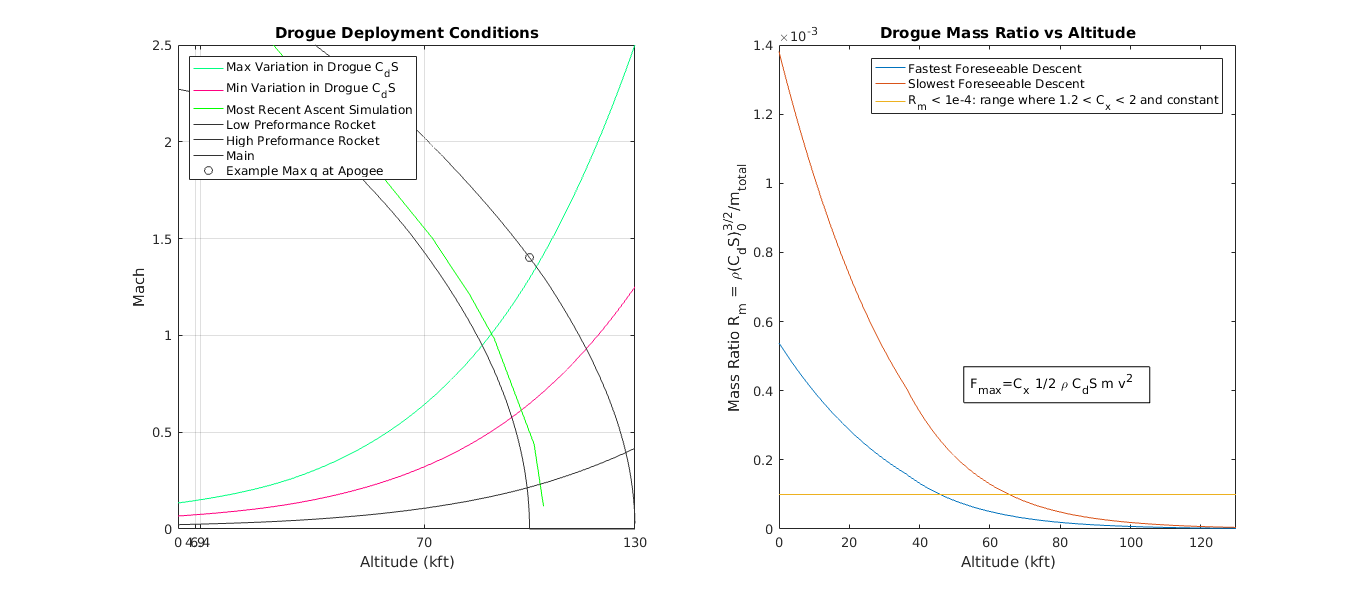 Drogue Deployment Conditions
2.5
2
1.5
1
0.5
0
Mach
Max Variation in Drogue C_dS
Min Variation in Drogue C_dS
Most Recent Ascent Simulation
Low Preformance Rocket
High Preformance Rocket
Main
Example Max q at Apogee
0
70
130
Altitude (kft)
Drogue Mass Ratio vs Altitude
×10^-3
1.4
1.2
1
0.8
0.6
0.4
0.2
0
Mass Ratio R_m = ρ(C_dS)_0^3/2/m_total
Fastest Foreseeable Descent
Slowest Foreseeable Descent
R_m < 1e-4: range where 1.2 < C_x < 2 and constant
F_max=C_x 1/2 ρ C_dS m v^2
0 20 40 60 80 100 120
Altitude (kft)